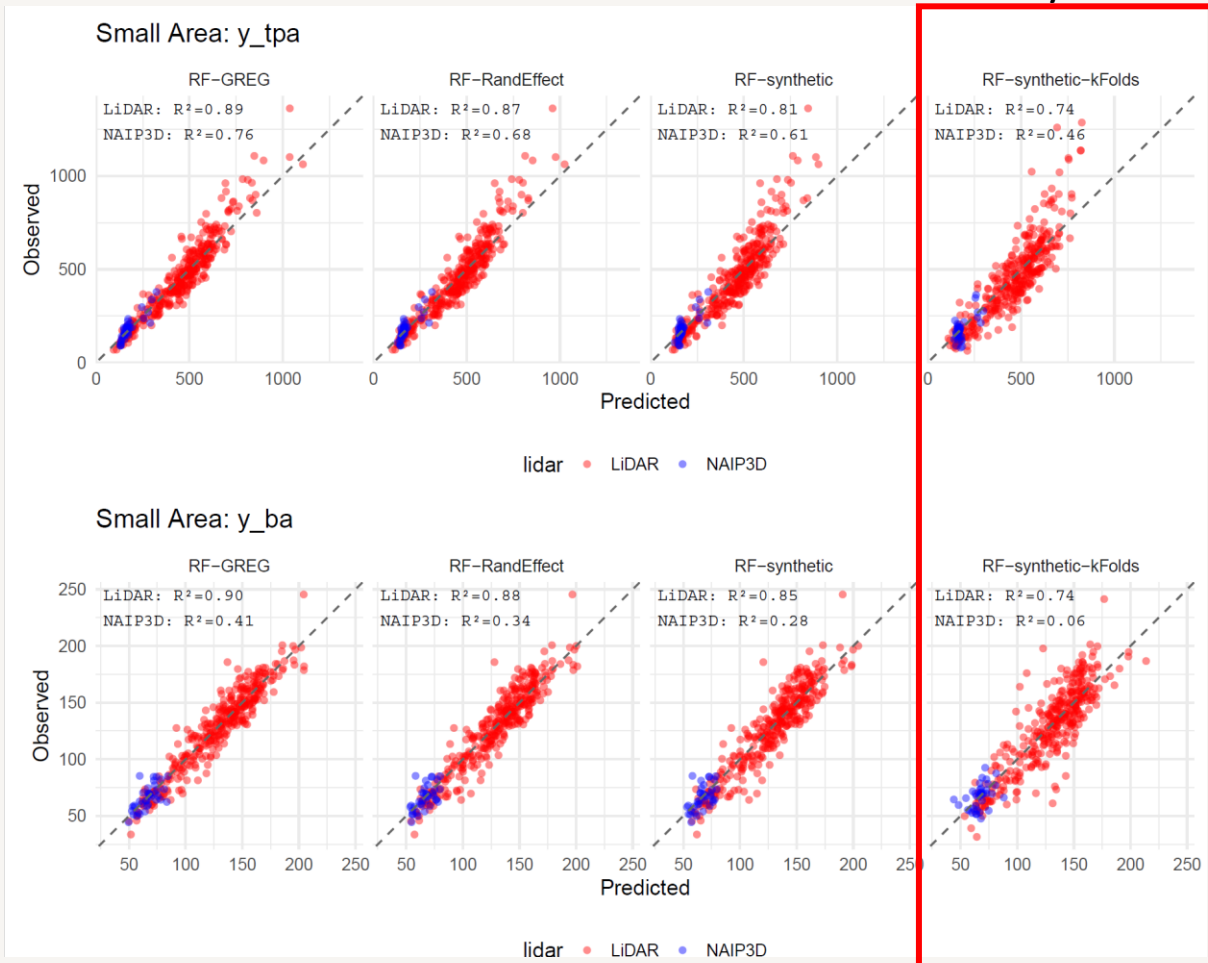 Small Area: y_tpa
RF-GREG
RF-RandEffect
RF-synthetic
RF-synthetic-kFolds
LiDAR: R²=0.89
NAIP3D: R²=0.76
LiDAR: R²=0.87
NAIP3D: R²=0.68
LiDAR: R²=0.81
NAIP3D: R²=0.61
LiDAR: R²=0.74
NAIP3D: R²=0.46
Observed
1000
500
0
0 500 1000
0 500 1000
0 500 1000
0 500 1000
Predicted
lidar LiDAR NAIP3D
Small Area: y_ba
RF-GREG
RF-RandEffect
RF-synthetic
RF-synthetic-kFolds
LiDAR: R²=0.90
NAIP3D: R²=0.41
LiDAR: R²=0.88
NAIP3D: R²=0.34
LiDAR: R²=0.85
NAIP3D: R²=0.28
LiDAR: R²=0.74
NAIP3D: R²=0.06
Observed
250
200
150
100
50
50 100 150 200 250
50 100 150 200 250
50 100 150 200 250
50 100 150 200 250
Predicted
lidar LiDAR NAIP3D